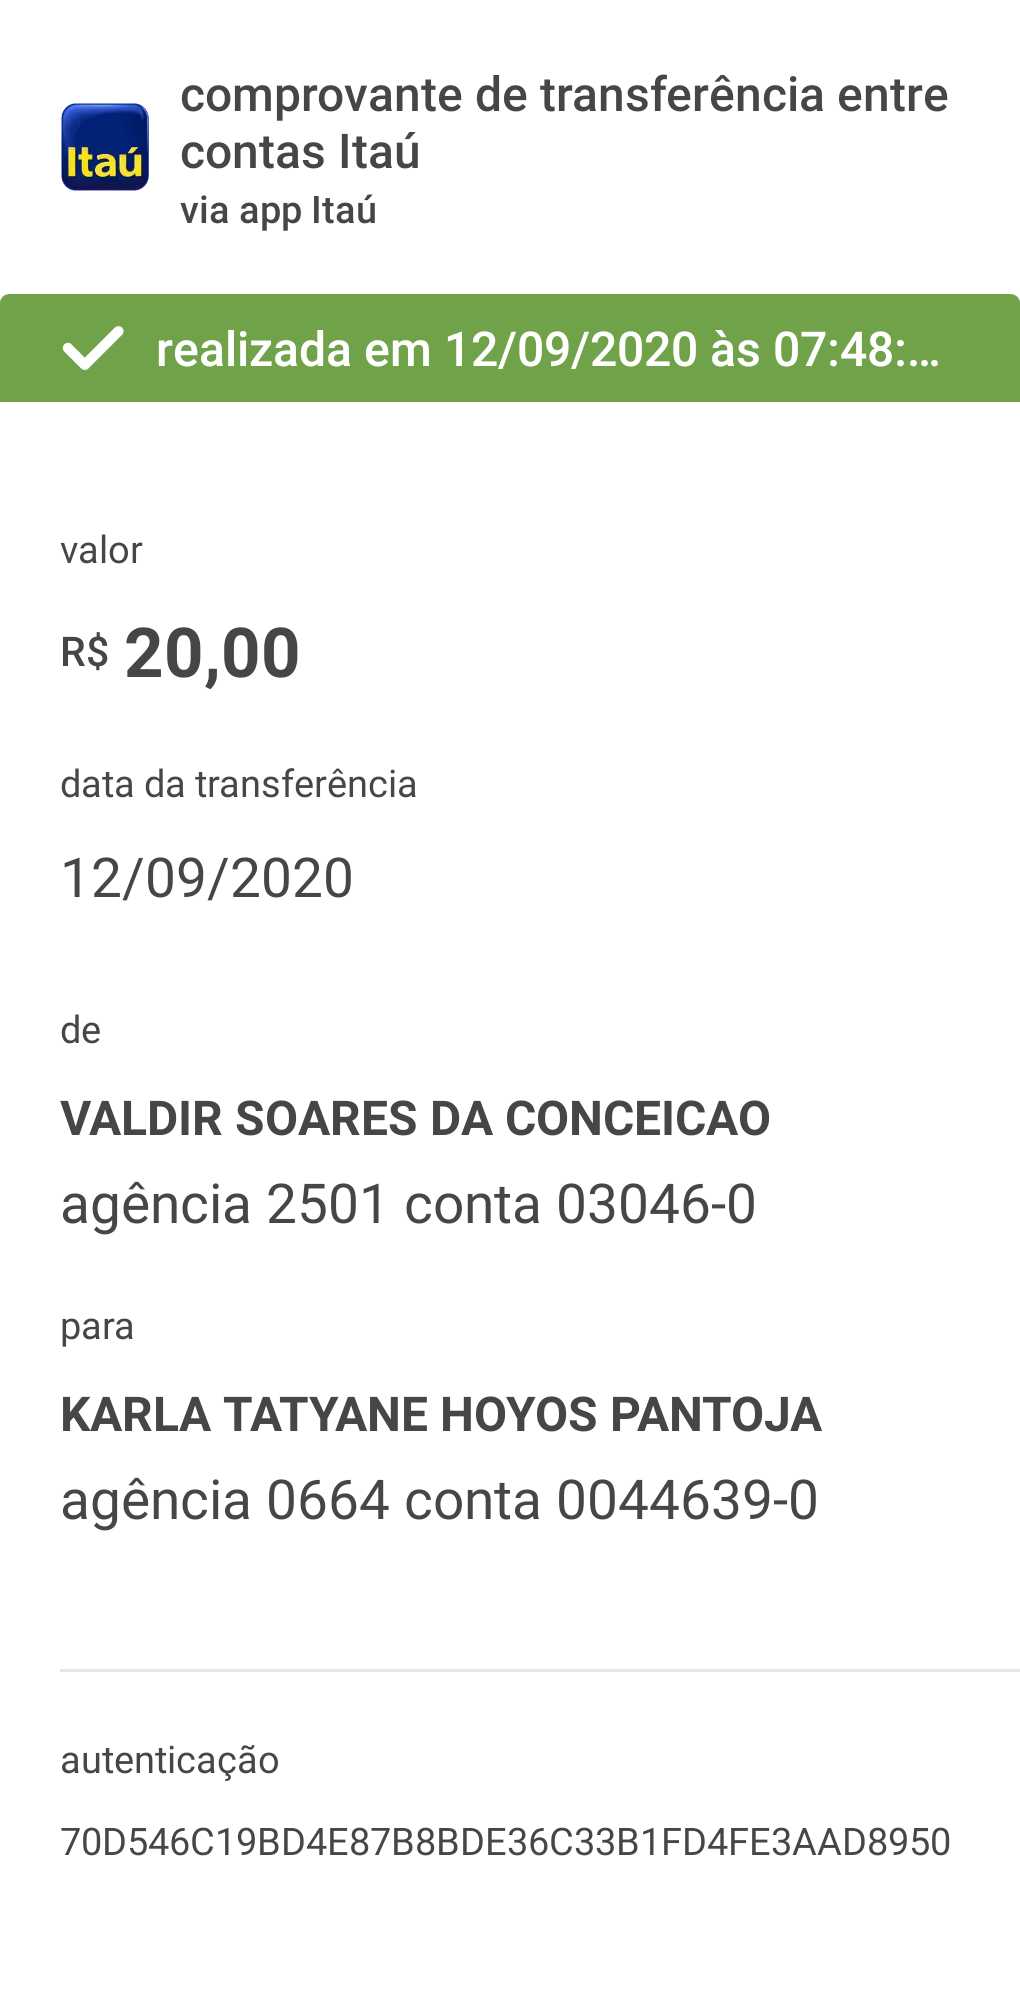 Itaú
comprovante de transferência entre
contas Itaú
via app Itaú
realizada em 12/09/2020 às 07:48:...
valor
R$ 20,00
data da transferência
12/09/2020
de
VALDIR SOARES DA CONCEICAO
agência 2501 conta 03046-0
para
KARLA TATYANE HOYOS PANTOJA
agência 0664 conta 0044639-0
autenticação
70D546C19BD4E87B8BDE36C33B1FD4FE3AAD8950